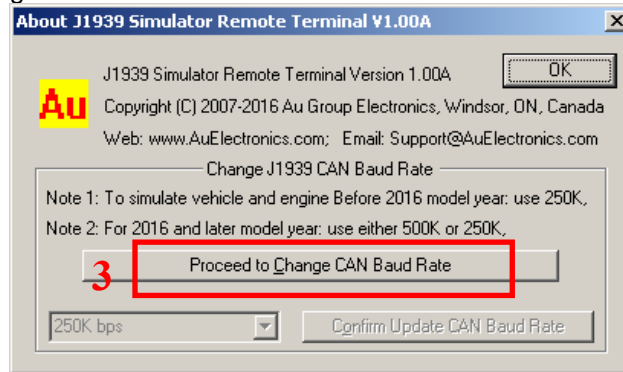 About J1939 Simulator Remote Terminal V1.00A
J1939 Simulator Remote Terminal Version 1.00A
OK
Au
Copyright (C) 2007-2016 Au Group Electronics, Windsor, ON, Canada
Web: www.AuElectronics.com; Email: Support@AuElectronics.com
Change J1939 CAN Baud Rate
Note 1: To simulate vehicle and engine Before 2016 model year: use 250K,
Note 2: For 2016 and later model year: use either 500K or 250K,
3
Proceed to Change CAN Baud Rate
250K bps
Confirm Update CAN Baud Rate